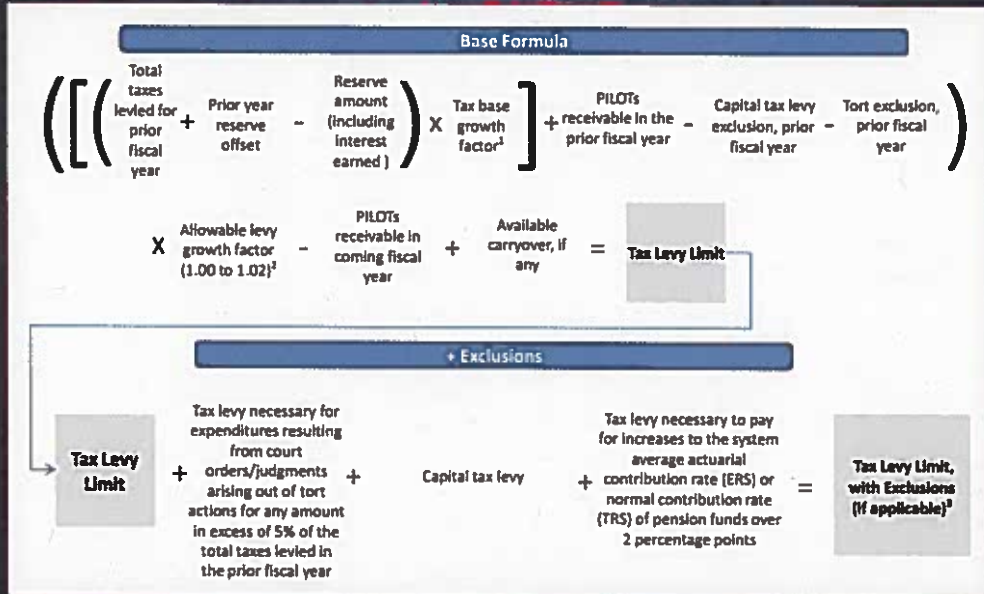 Base Formula
Total taxes levied for prior fiscal year + Prior year reserve offset - Reserve amount (including interest earned) X Tax base growth factor¹ + PILOTs receivable in the prior fiscal year - Capital tax levy exclusion, prior fiscal year - Tort exclusion, prior fiscal year
X Allowable levy growth factor (1.00 to 1.02)² - PILOTs receivable in coming fiscal year + Available carryover, if any = Tax Levy Limit
+ Exclusions
Tax Levy Limit + Tax levy necessary for expenditures resulting from court orders/judgments arising out of tort actions for any amount in excess of 5% of the total taxes levied in the prior fiscal year + Capital tax levy + Tax levy necessary to pay for increases to the system average actuarial contribution rate (ERS) or normal contribution rate (TRS) of pension funds over 2 percentage points = Tax Levy Limit, with Exclusions (if applicable)³